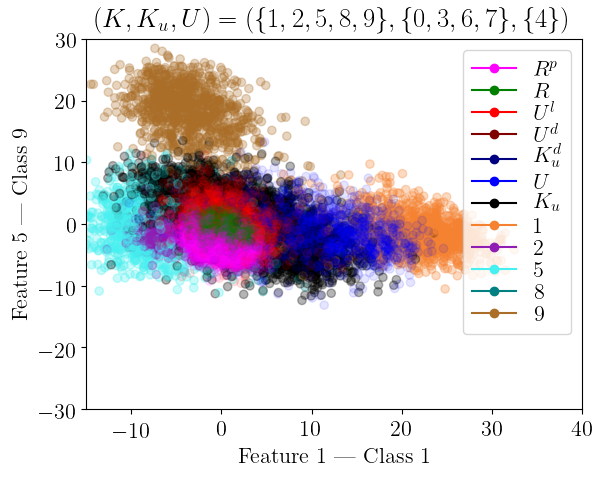 (K, K_u, U) = ({1, 2, 5, 8, 9}, {0, 3, 6, 7}, {4})
30
20
10
0
−10
−20
−30
Feature 5 — Class 9
R^p
R
U^l
U^d
K_u^d
U
K_u
1
2
5
8
9
−10
0
10
20
30
40
Feature 1 — Class 1